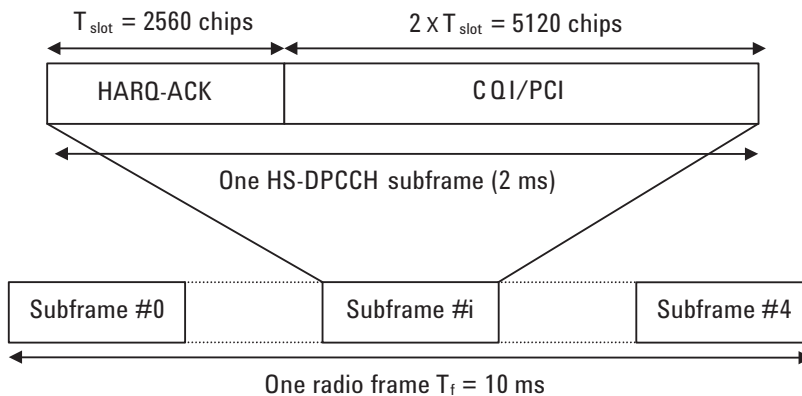 T slot = 2560 chips
2 x T slot = 5120 chips
HARQ-ACK
CQI/PCI
One HS-DPCCH subframe (2 ms)
Subframe #0
Subframe #i
Subframe #4
One radio frame Tf = 10 ms